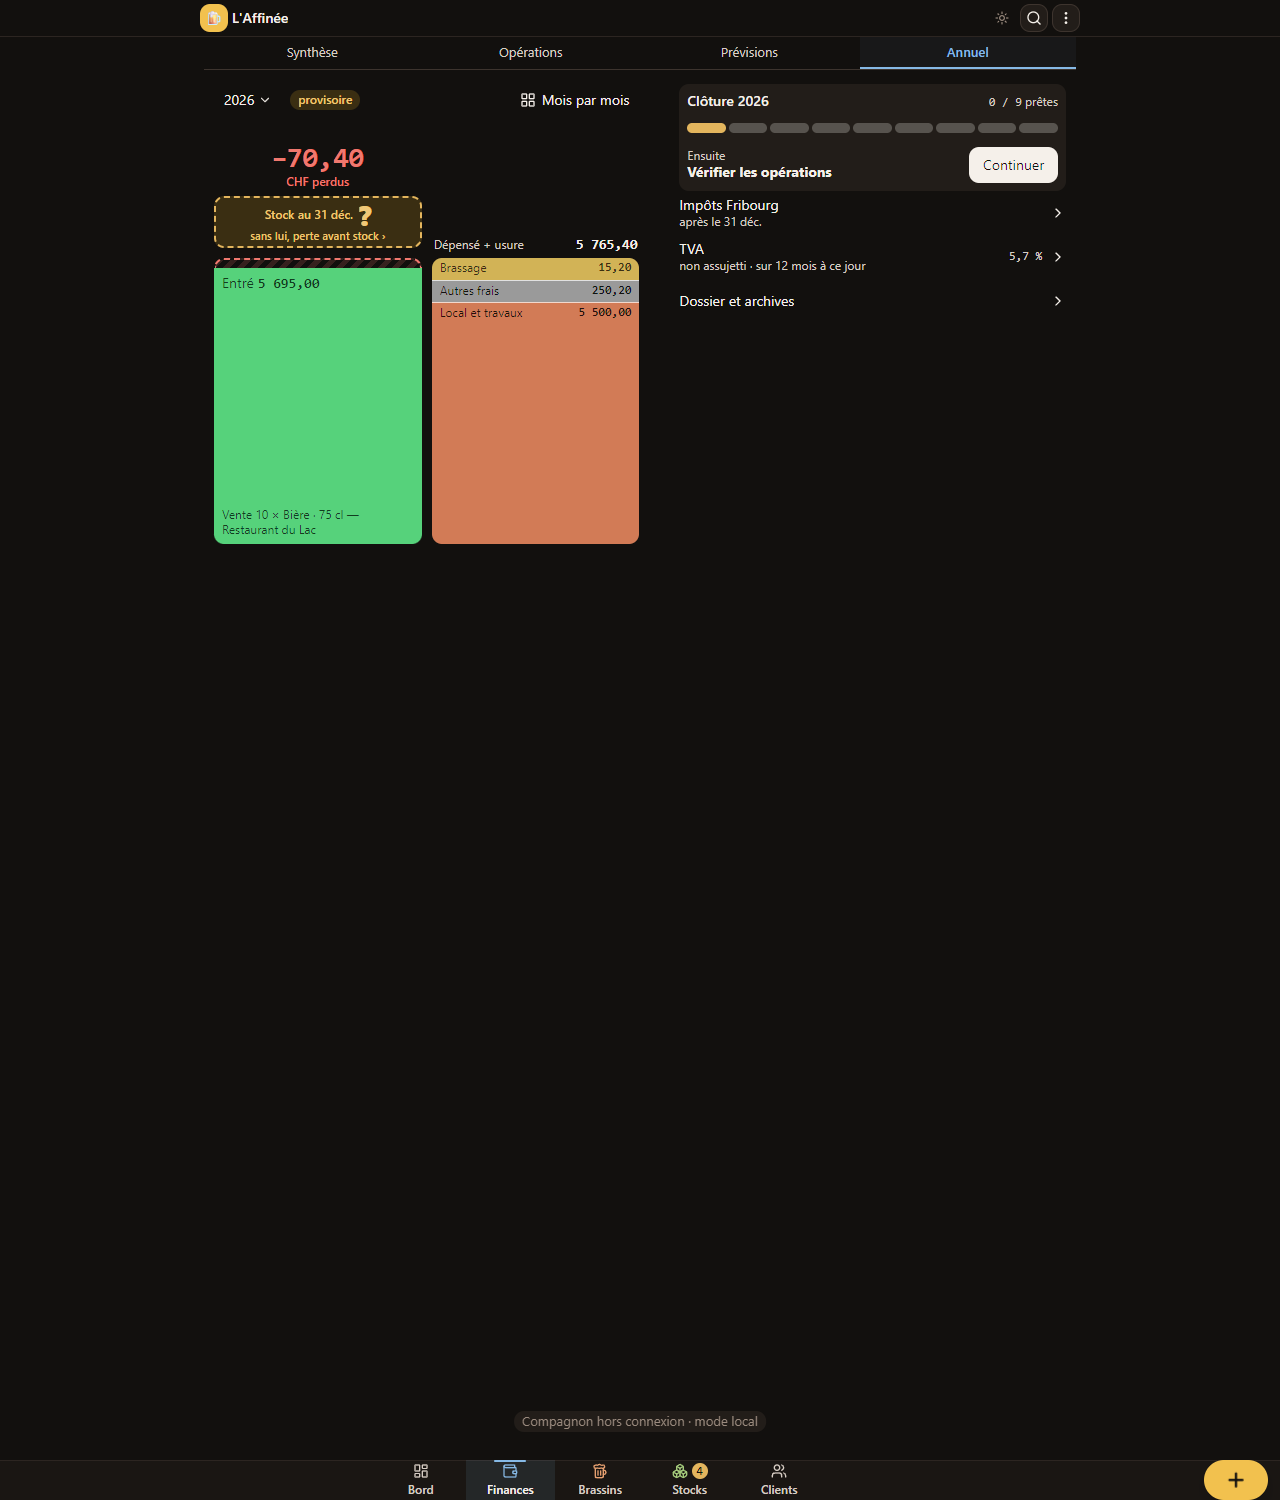 L'Affinée
Synthèse
Opérations
Prévisions
Annuel
2026
provisoire
Mois par mois
−70,40
CHF perdus
Stock au 31 déc. ?
sans lui, perte avant stock ›
Entré 5 695,00
Vente 10 × Bière · 75 cl —
Restaurant du Lac
Dépensé + usure 5 765,40
Brassage 15,20
Autres frais 250,20
Local et travaux 5 500,00
Clôture 2026 0 / 9 prêtes
Ensuite
Vérifier les opérations
Continuer
Impôts Fribourg
après le 31 déc.
TVA
non assujetti · sur 12 mois à ce jour
5,7 %
Dossier et archives
Compagnon hors connexion · mode local
Bord
Finances
Brassins
4
Stocks
Clients